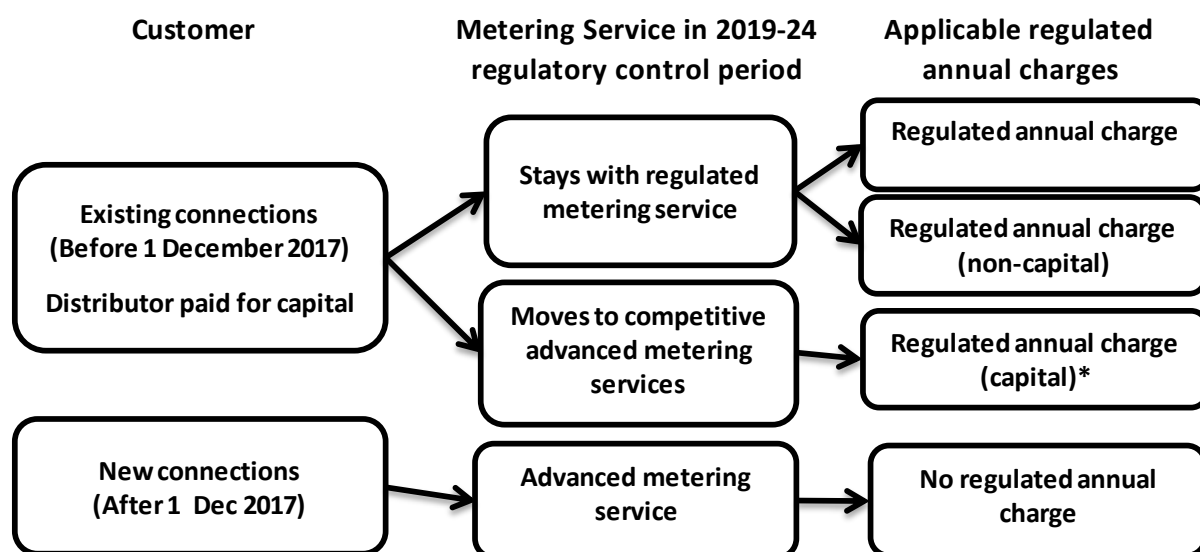 Customer
Metering Service in 2019-24
regulatory control period
Applicable regulated
annual charges
Existing connections
(Before 1 December 2017)
Distributor paid for capital
Stays with regulated
metering service
Regulated annual charge
Regulated annual charge
(non-capital)
Moves to competitive
advanced metering
services
Regulated annual charge
(capital)*
New connections
(After 1 Dec 2017)
Advanced metering
service
No regulated annual
charge